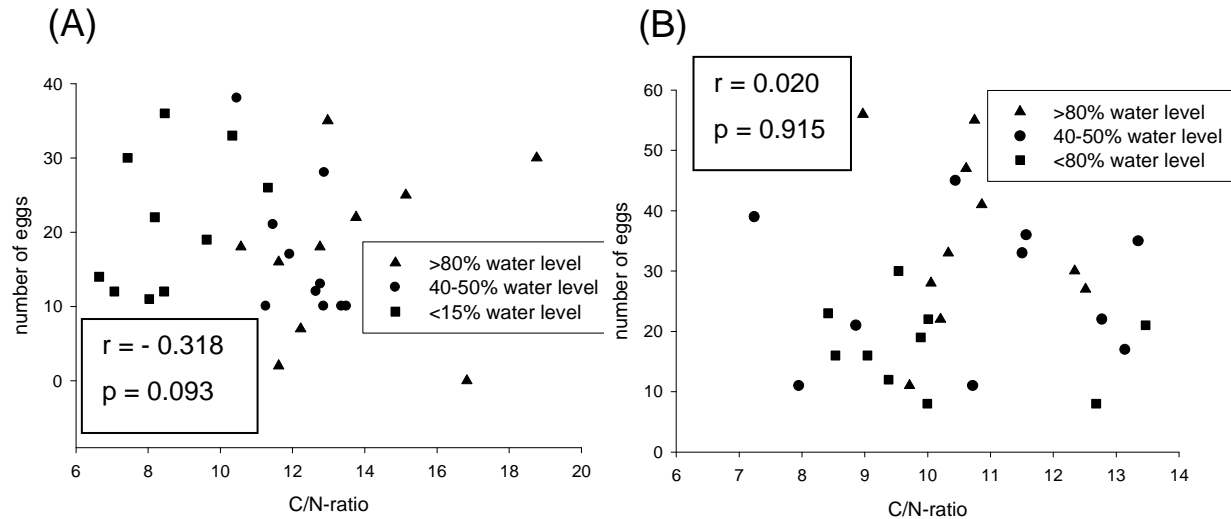 (A)
40
30
20
10
0
number of eggs
>80% water level
40-50% water level
<15% water level
r = - 0.318
p = 0.093
6 8 10 12 14 16 18 20
C/N-ratio
(B)
r = 0.020
p = 0.915
>80% water level
40-50% water level
<80% water level
60
50
40
30
20
10
0
number of eggs
6 7 8 9 10 11 12 13 14
C/N-ratio